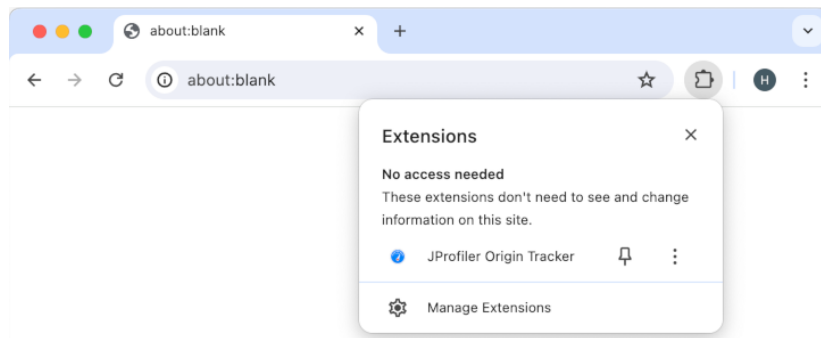 about:blank
about:blank
H
Extensions
No access needed
These extensions don't need to see and change
information on this site.
JProfiler Origin Tracker
Manage Extensions